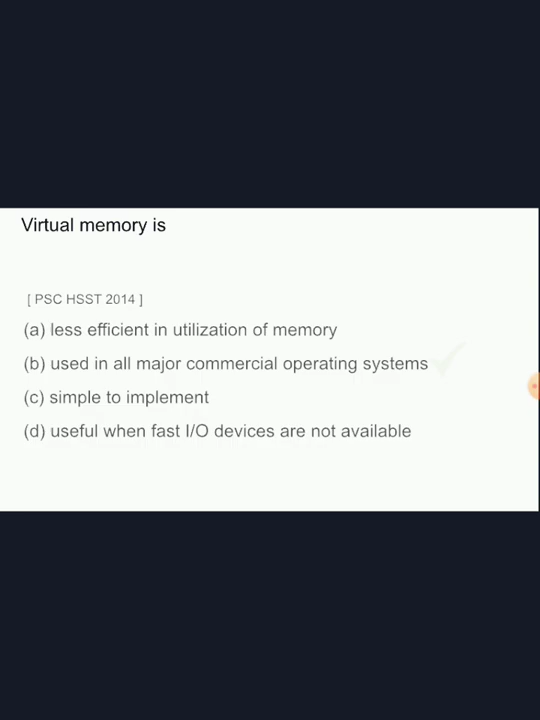 Virtual memory is
[ PSC HSST 2014 ]
(a) less efficient in utilization of memory
(b) used in all major commercial operating systems
(c) simple to implement
(d) useful when fast I/O devices are not available